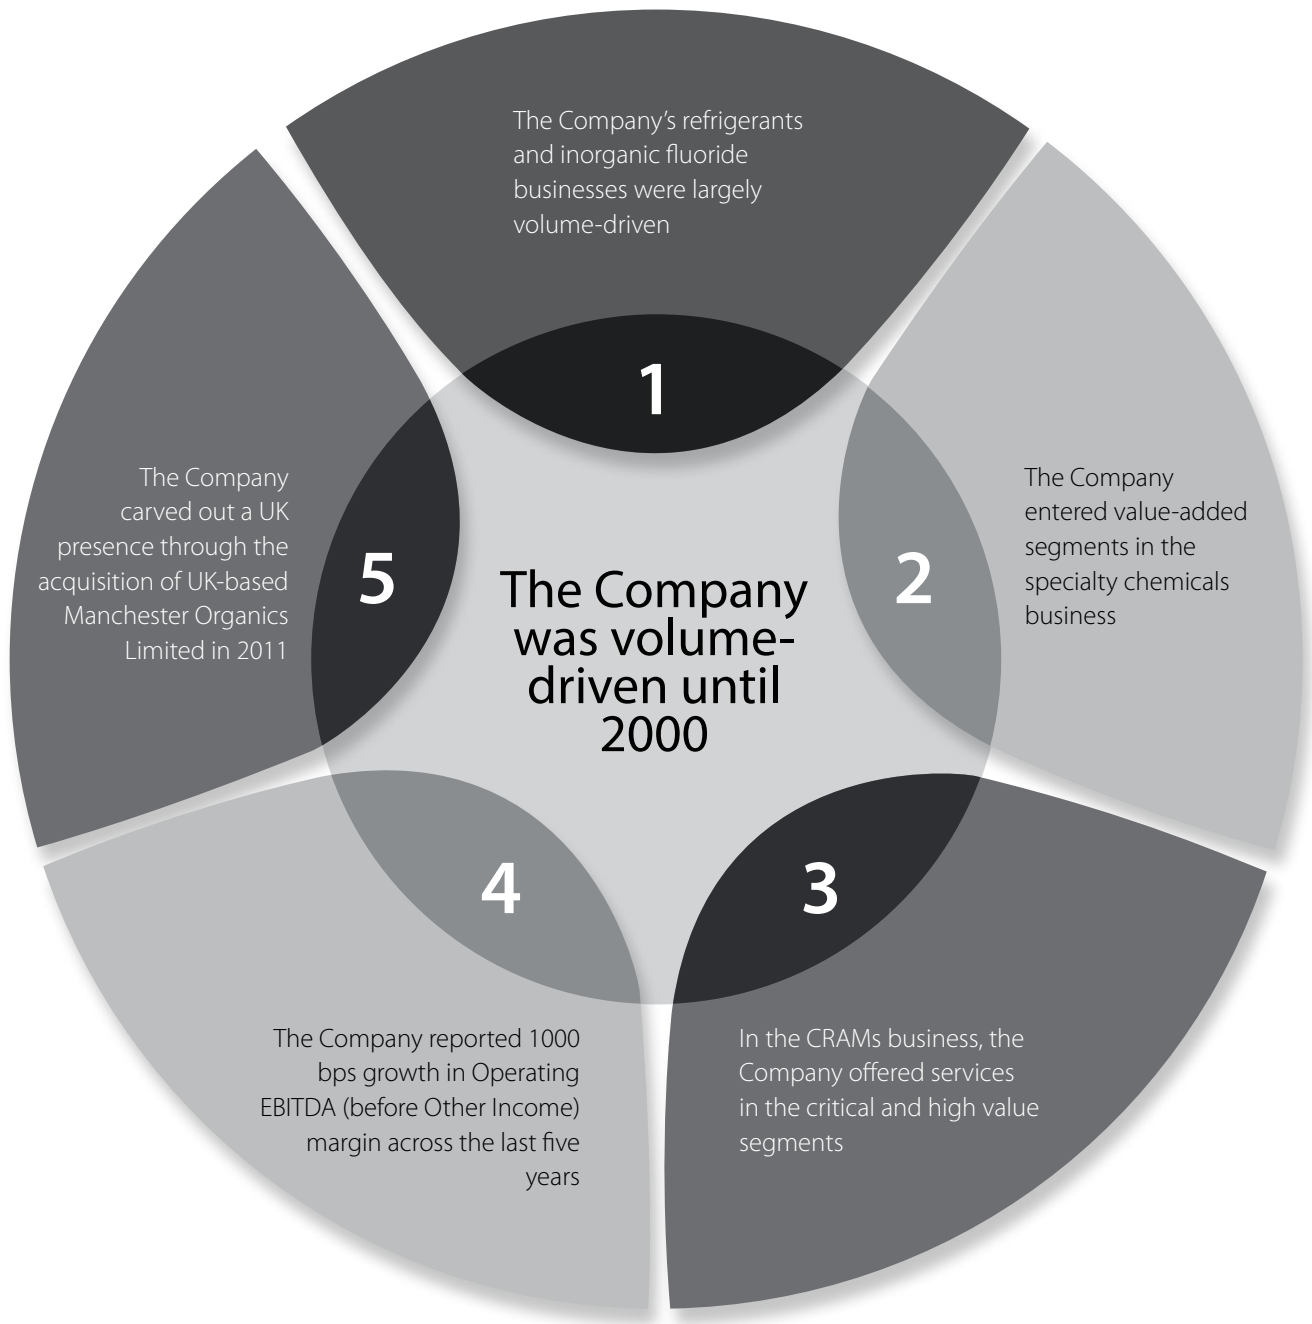 The Company's refrigerants
and inorganic fluoride
businesses were largely
volume-driven
1
The Company
entered value-added
segments in the
specialty chemicals
business
2
In the CRAMs business, the
Company offered services
in the critical and high value
segments
3
The Company reported 1000
bps growth in Operating
EBITDA (before Other Income)
margin across the last five
years
4
The Company
carved out a UK
presence through the
acquisition of UK-based
Manchester Organics
Limited in 2011
5
The Company
was volume-
driven until
2000